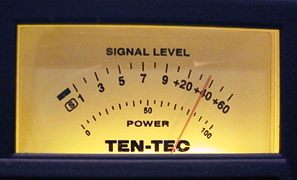 SIGNAL LEVEL
S 1 3 5 7 9 +20 +40 +60
0 50 100
POWER
TEN-TEC